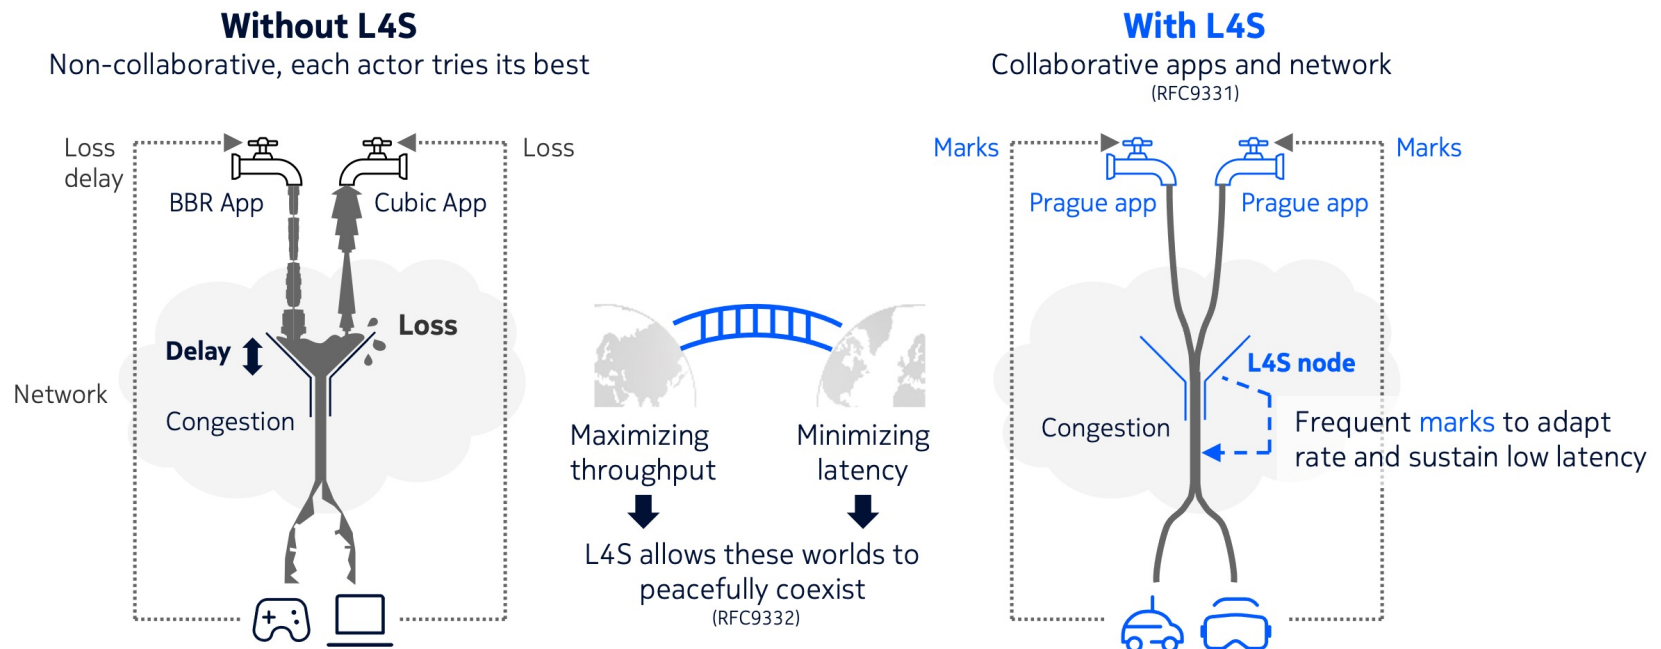 Without L4S
Non-collaborative, each actor tries its best
Loss
delay
Loss
BBR App
Cubic App
Loss
Delay
Network
Congestion
Maximizing
throughput
Minimizing
latency
L4S allows these worlds to
peacefully coexist
(RFC9332)
With L4S
Collaborative apps and network
(RFC9331)
Marks
Marks
Prague app
Prague app
L4S node
Congestion
Frequent marks to adapt
rate and sustain low latency